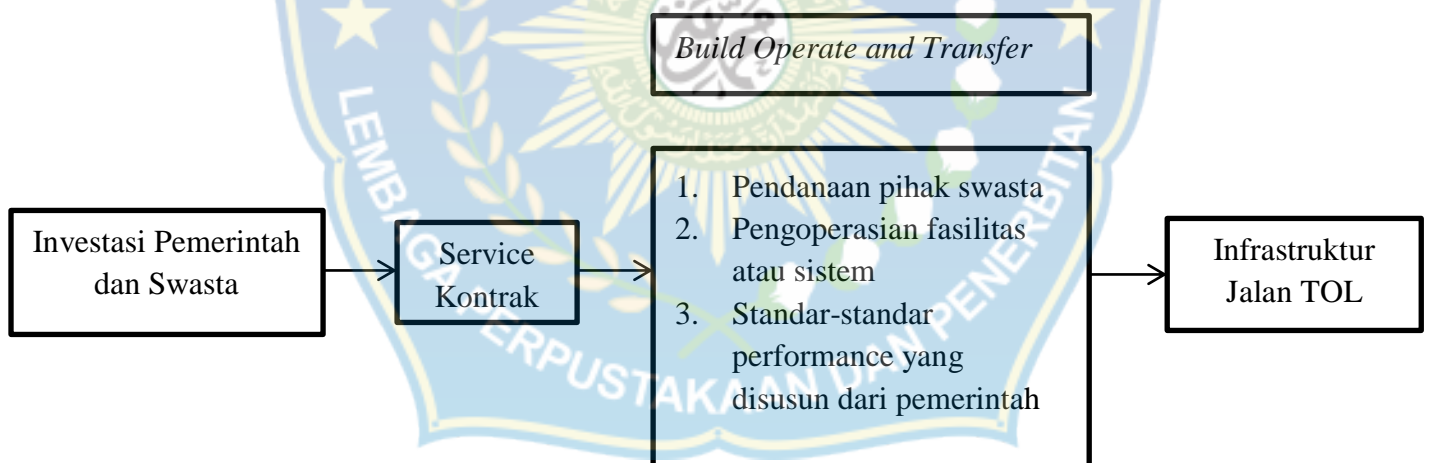 Build Operate and Transfer
Investasi Pemerintah
dan Swasta
Service
Kontrak
1. Pendanaan pihak swasta
2. Pengoperasian fasilitas
atau sistem
3. Standar-standar
performance yang
disusun dari pemerintah
Infrastruktur
Jalan TOL
LEMBAGA PERPUSTAKAAN DAN PENERBITAN